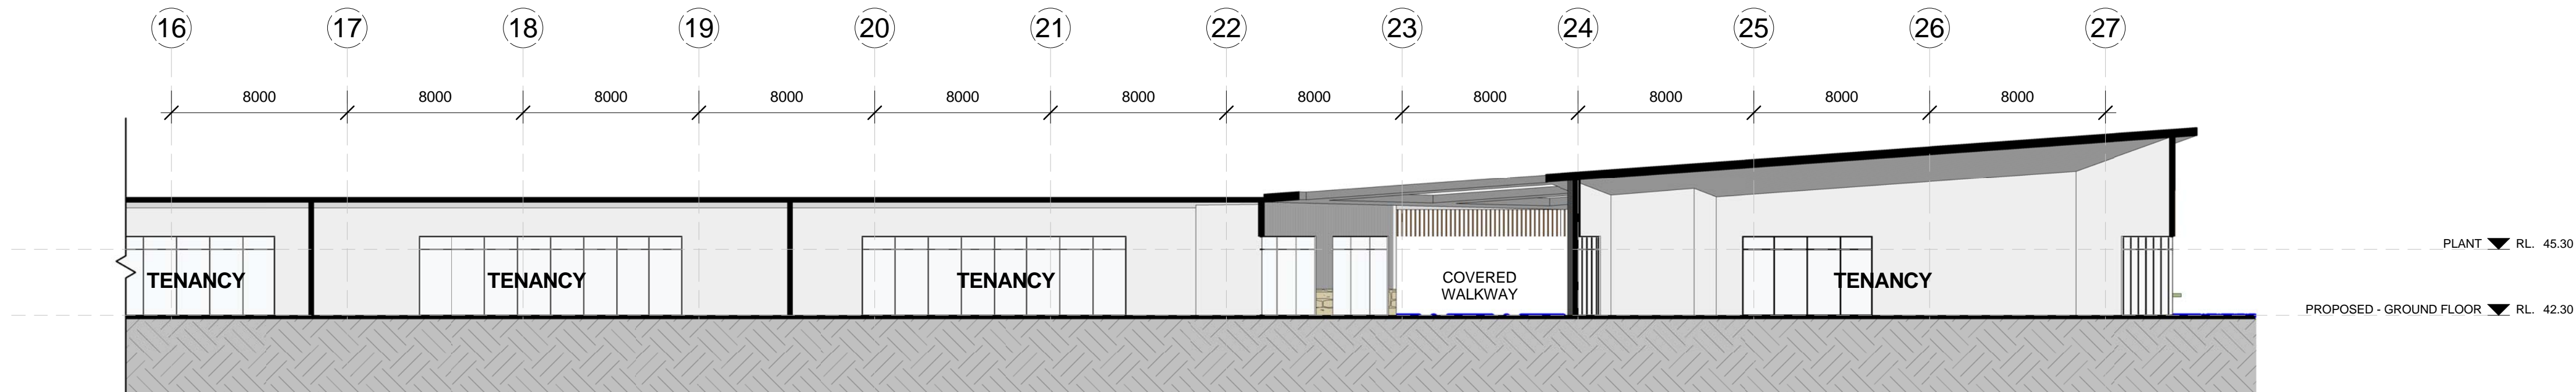 16 17 18 19 20 21 22 23 24 25 26 27
8000 8000 8000 8000 8000 8000 8000 8000 8000 8000 8000
PLANT RL. 45.30
TENANCY TENANCY TENANCY COVERED TENANCY
WALKWAY
PROPOSED - GROUND FLOOR RL. 42.30